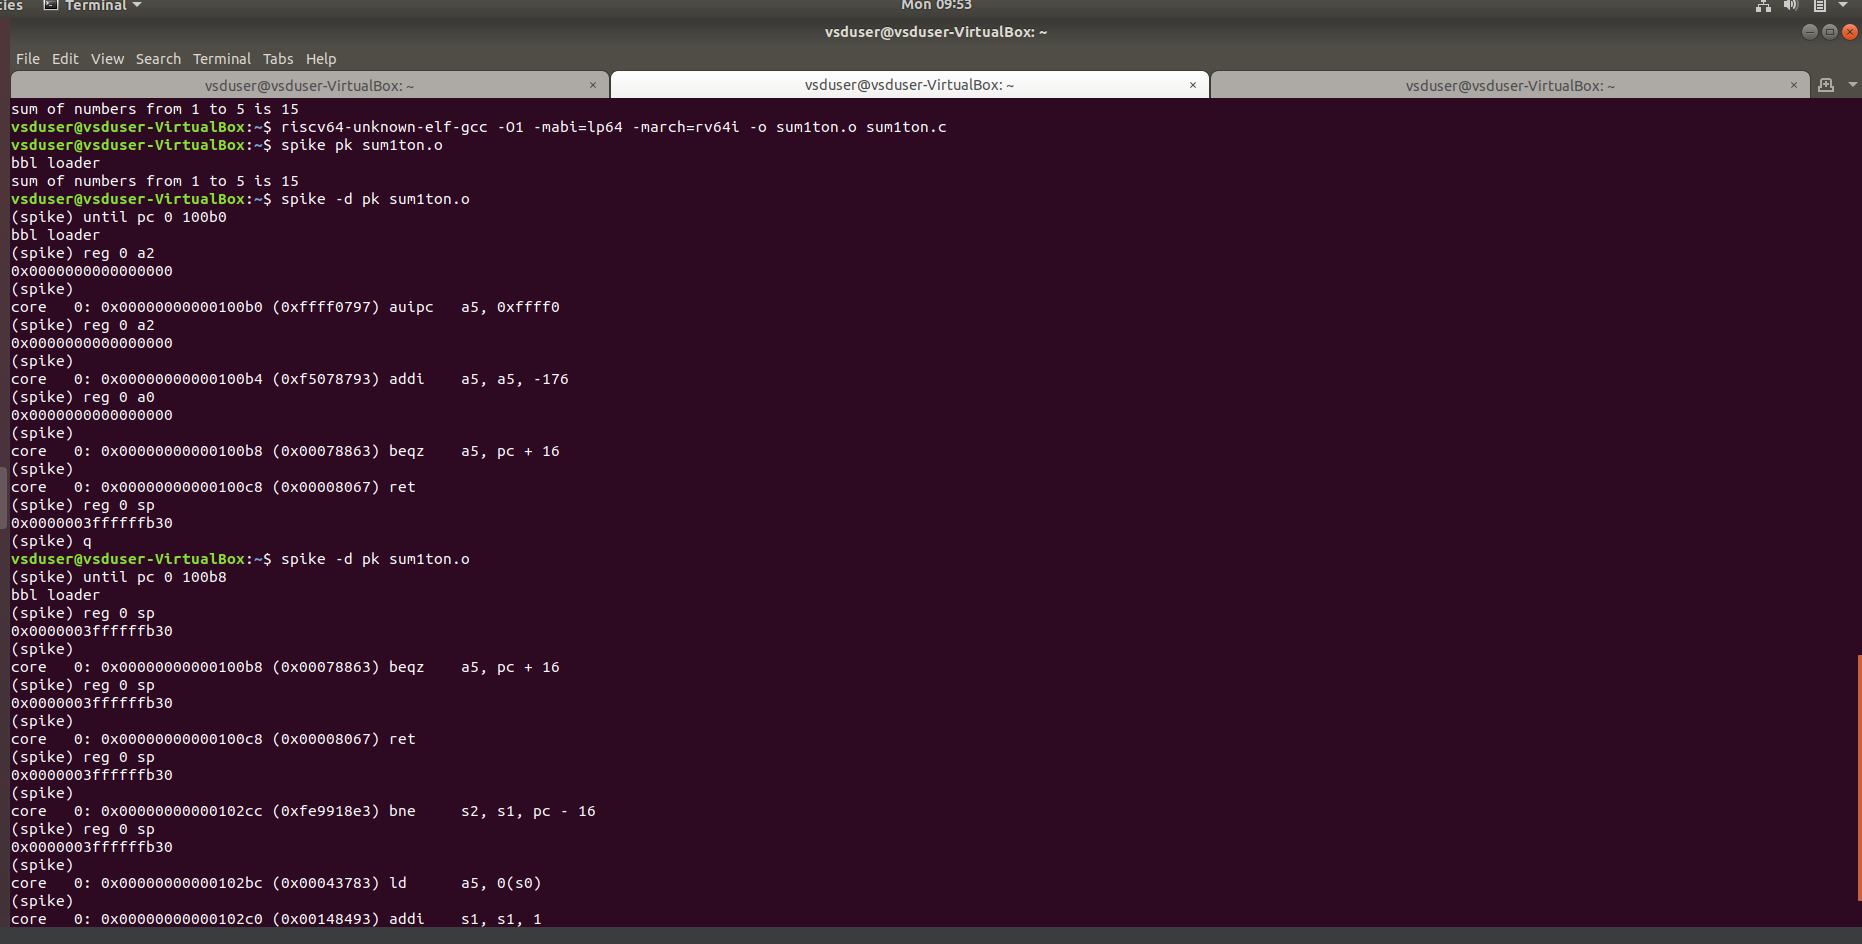 ies Terminal Mon 09:53
vsduser@vsduser-VirtualBox: ~
File Edit View Search Terminal Tabs Help
vsduser@vsduser-VirtualBox: ~ × vsduser@vsduser-VirtualBox: ~ × vsduser@vsduser-VirtualBox: ~ ×
sum of numbers from 1 to 5 is 15
vsduser@vsduser-VirtualBox:~$ riscv64-unknown-elf-gcc -O1 -mabi=lp64 -march=rv64i -o sum1ton.o sum1ton.c
vsduser@vsduser-VirtualBox:~$ spike pk sum1ton.o
bbl loader
sum of numbers from 1 to 5 is 15
vsduser@vsduser-VirtualBox:~$ spike -d pk sum1ton.o
(spike) until pc 0 100b0
bbl loader
(spike) reg 0 a2
0x0000000000000000
(spike)
core   0: 0x00000000000100b0 (0xffff0797) auipc   a5, 0xffff0
(spike) reg 0 a2
0x0000000000000000
(spike)
core   0: 0x00000000000100b4 (0xf5078793) addi    a5, a5, -176
(spike) reg 0 a0
0x0000000000000000
(spike)
core   0: 0x00000000000100b8 (0x00078863) beqz    a5, pc + 16
(spike)
core   0: 0x00000000000100c8 (0x00008067) ret
(spike) reg 0 sp
0x0000003ffffffb30
(spike) q
vsduser@vsduser-VirtualBox:~$ spike -d pk sum1ton.o
(spike) until pc 0 100b8
bbl loader
(spike) reg 0 sp
0x0000003ffffffb30
(spike)
core   0: 0x00000000000100b8 (0x00078863) beqz    a5, pc + 16
(spike) reg 0 sp
0x0000003ffffffb30
(spike)
core   0: 0x00000000000100c8 (0x00008067) ret
(spike) reg 0 sp
0x0000003ffffffb30
(spike)
core   0: 0x00000000000102cc (0xfe9918e3) bne     s2, s1, pc - 16
(spike) reg 0 sp
0x0000003ffffffb30
(spike)
core   0: 0x00000000000102bc (0x00043783) ld      a5, 0(s0)
(spike)
core   0: 0x00000000000102c0 (0x00148493) addi    s1, s1, 1